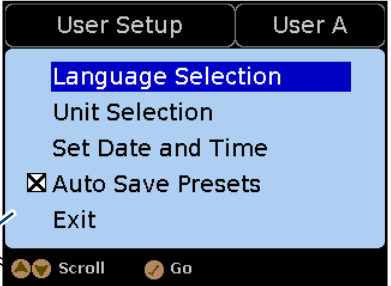 User Setup User A
Language Selection
Unit Selection
Set Date and Time
Auto Save Presets
Exit
Scroll Go